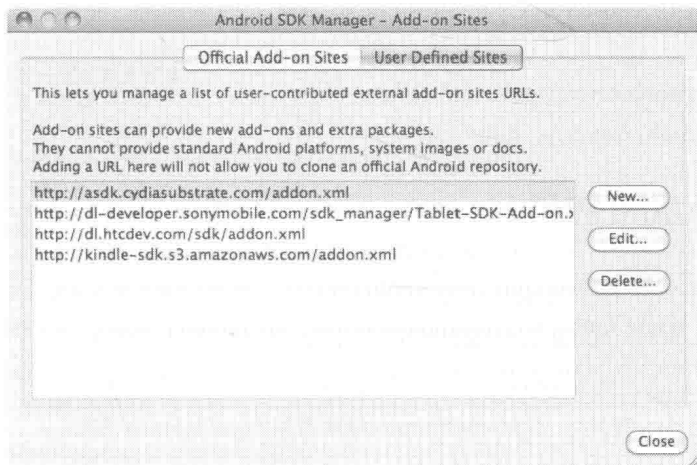 Android SDK Manager - Add-on Sites
Official Add-on Sites User Defined Sites
This lets you manage a list of user-contributed external add-on sites URLs.
Add-on sites can provide new add-ons and extra packages.
They cannot provide standard Android platforms, system images or docs.
Adding a URL here will not allow you to clone an official Android repository.
http://asdk.cydiasubstrate.com/addon.xml
New...
http://dl-developer.sonymobile.com/sdk_manager/Tablet-SDK-Add-on.x
http://dl.htcdev.com/sdk/addon.xml
Edit...
http://kindle-sdk.s3.amazonaws.com/addon.xml
Delete...
Close